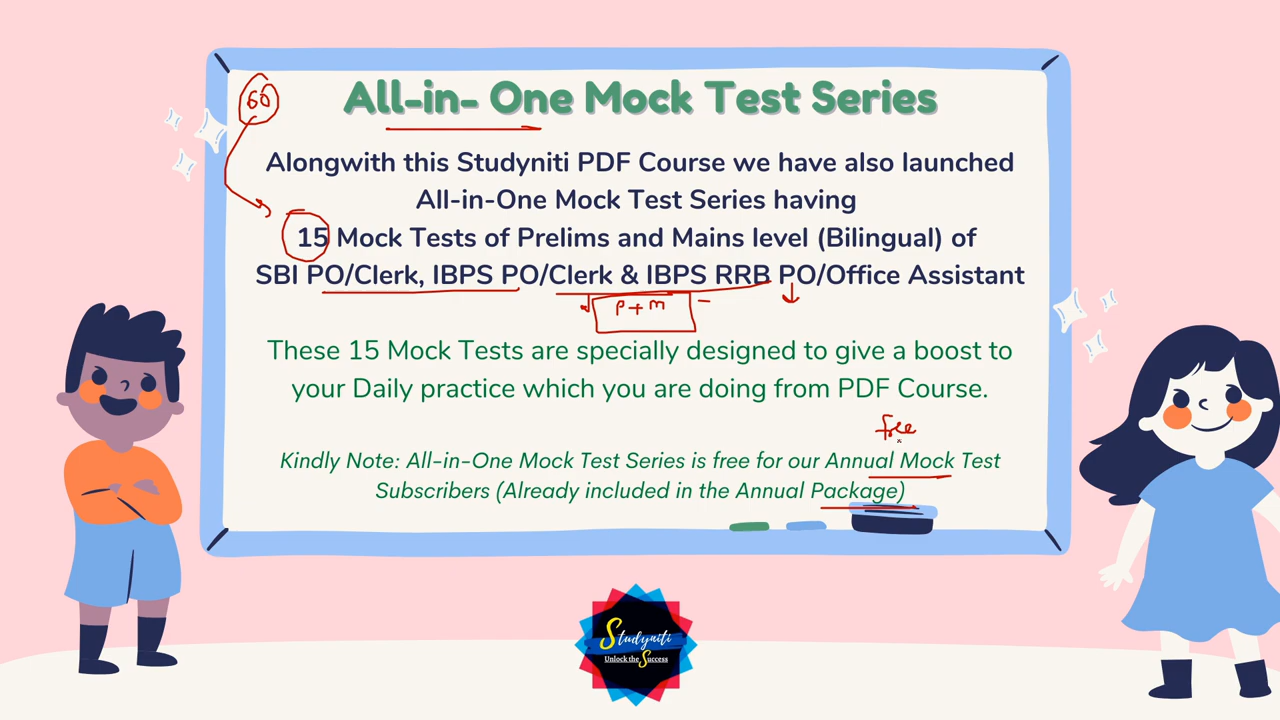 60
All-in- One Mock Test Series
Alongwith this Studyniti PDF Course we have also launched
All-in-One Mock Test Series having
15 Mock Tests of Prelims and Mains level (Bilingual) of
SBI PO/Clerk, IBPS PO/Clerk & IBPS RRB PO/Office Assistant
P+M
These 15 Mock Tests are specially designed to give a boost to
your Daily practice which you are doing from PDF Course.
free
Kindly Note: All-in-One Mock Test Series is free for our Annual Mock Test
Subscribers (Already included in the Annual Package)
Studyniti
Unlock the Success